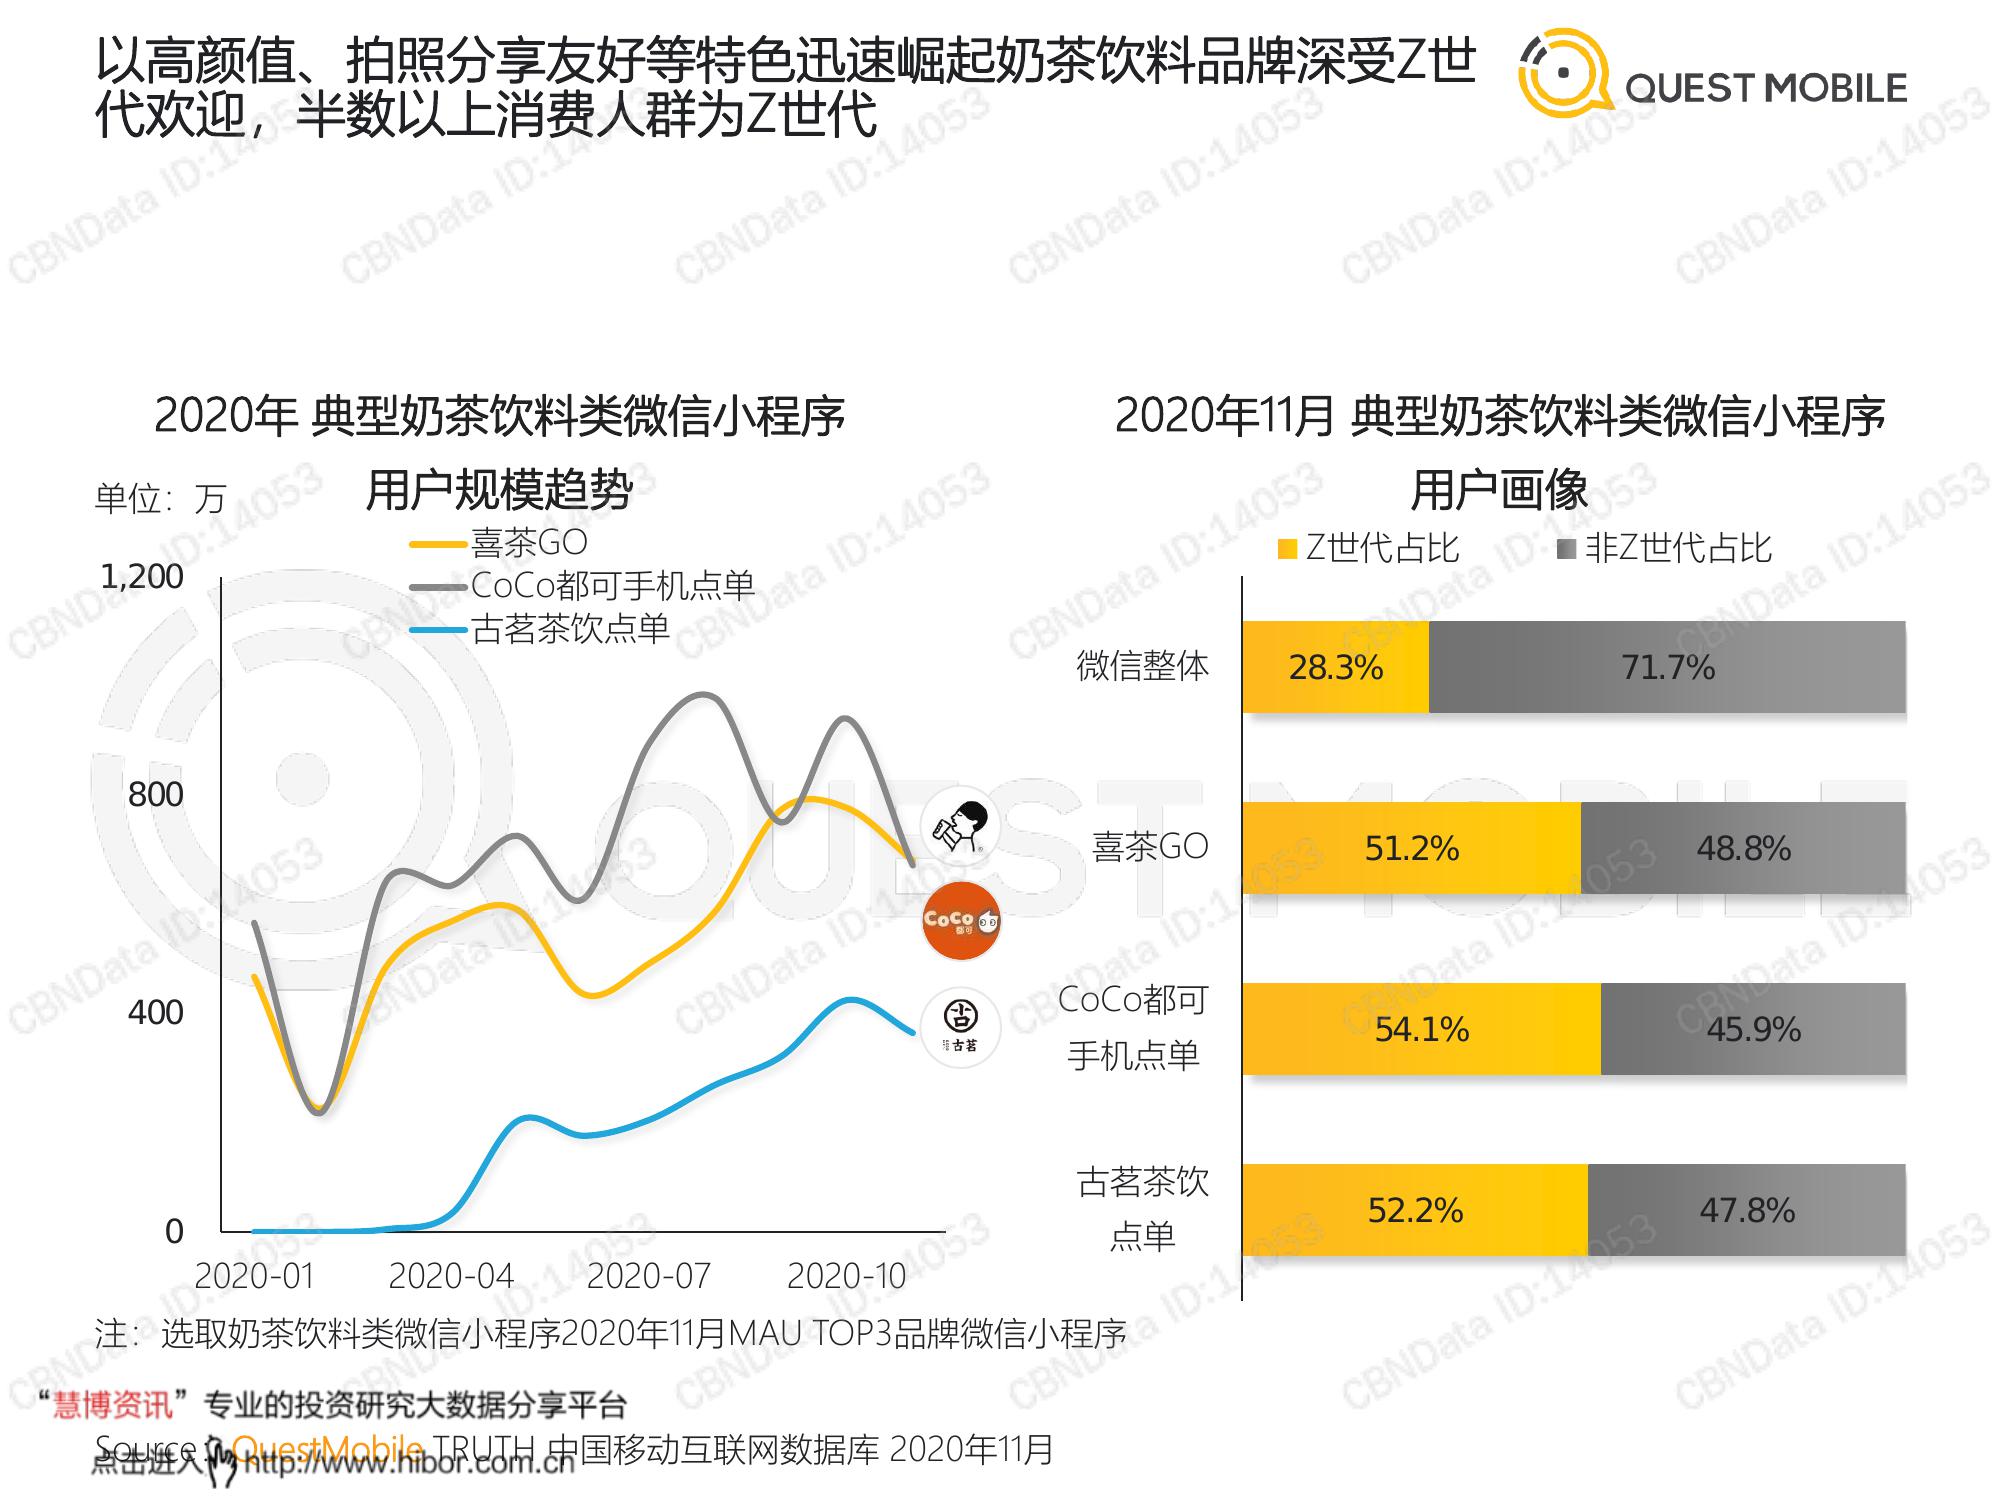 以高颜值、拍照分享友好等特色迅速崛起奶茶饮料品牌深受Z世
代欢迎，半数以上消费人群为Z世代
QUEST MOBILE
2020年 典型奶茶饮料类微信小程序
用户规模趋势
单位：万
喜茶GO
CoCo都可手机点单
古茗茶饮点单
1,200
800
400
0
2020-01
2020-04
2020-07
2020-10
CoCo
都可
古茗
2020年11月 典型奶茶饮料类微信小程序
用户画像
Z世代占比
非Z世代占比
微信整体
28.3%
71.7%
喜茶GO
51.2%
48.8%
CoCo都可
手机点单
54.1%
45.9%
古茗茶饮
点单
52.2%
47.8%
注：选取奶茶饮料类微信小程序2020年11月MAU TOP3品牌微信小程序
“慧博资讯”专业的投资研究大数据分享平台
Source：QuestMobile TRUTH 中国移动互联网数据库 2020年11月
点击进入 http://www.hibor.com.cn
QUEST MOBILE
CBNData ID:14053